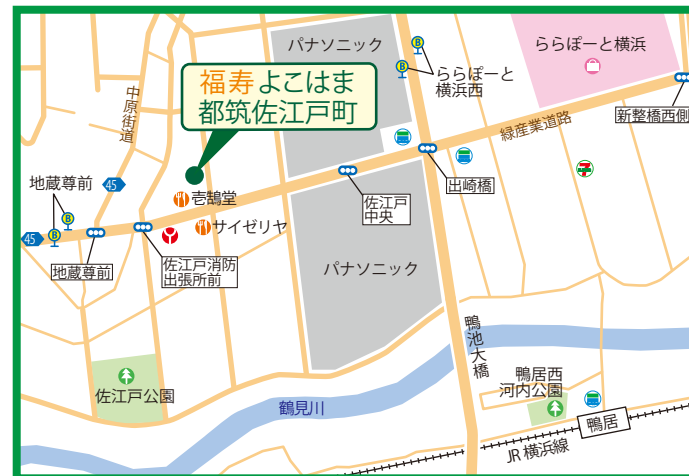 パナソニック
ららぽーと横浜
B
B
ららぽーと
横浜西
福寿よこはま
都筑佐江戸町
中原街道
新整橋西側
緑産業道路
地蔵尊前
45
壱鵠堂
出崎橋
佐江戸
中央
B
B
サイゼリヤ
45
地蔵尊前
佐江戸消防
出張所前
パナソニック
鴨池大橋
鴨居西
河内公園
佐江戸公園
鶴見川
鴨居
JR横浜線